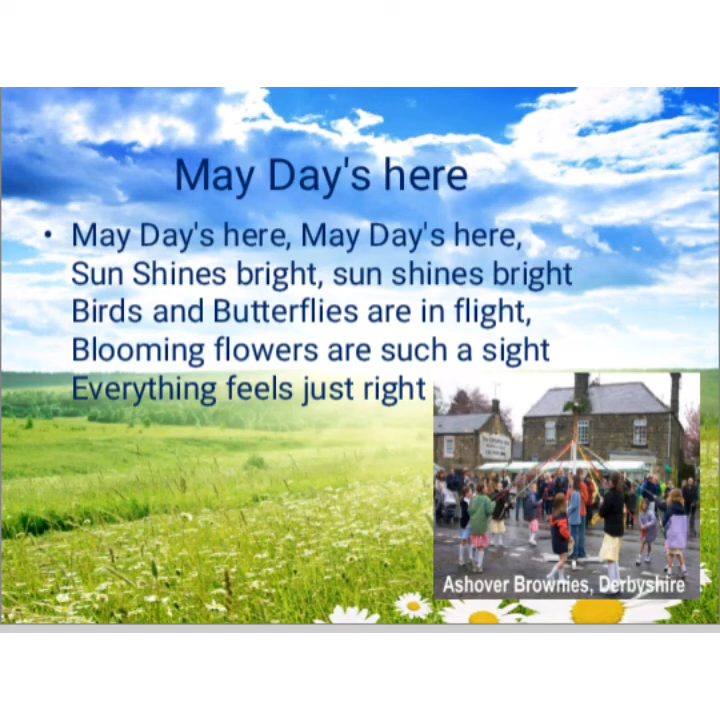 May Day's here
• May Day's here, May Day's here,
Sun Shines bright, sun shines bright
Birds and Butterflies are in flight,
Blooming flowers are such a sight
Everything feels just right
Ashover Brownies, Derbyshire